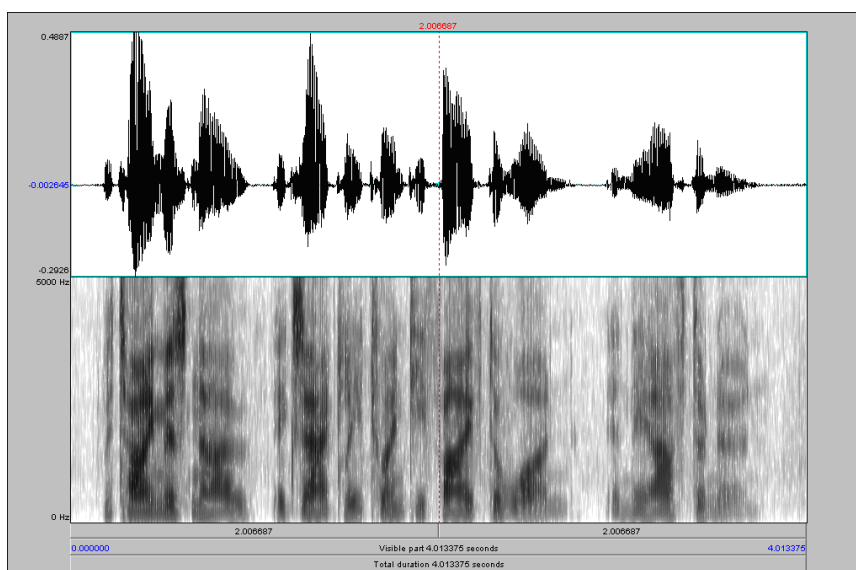 2.006687
0.4887
-0.002645
-0.2926
5000 Hz
0 Hz
2.006687 2.006687
0.000000 Visible part 4.013375 seconds 4.013375
Total duration 4.013375 seconds